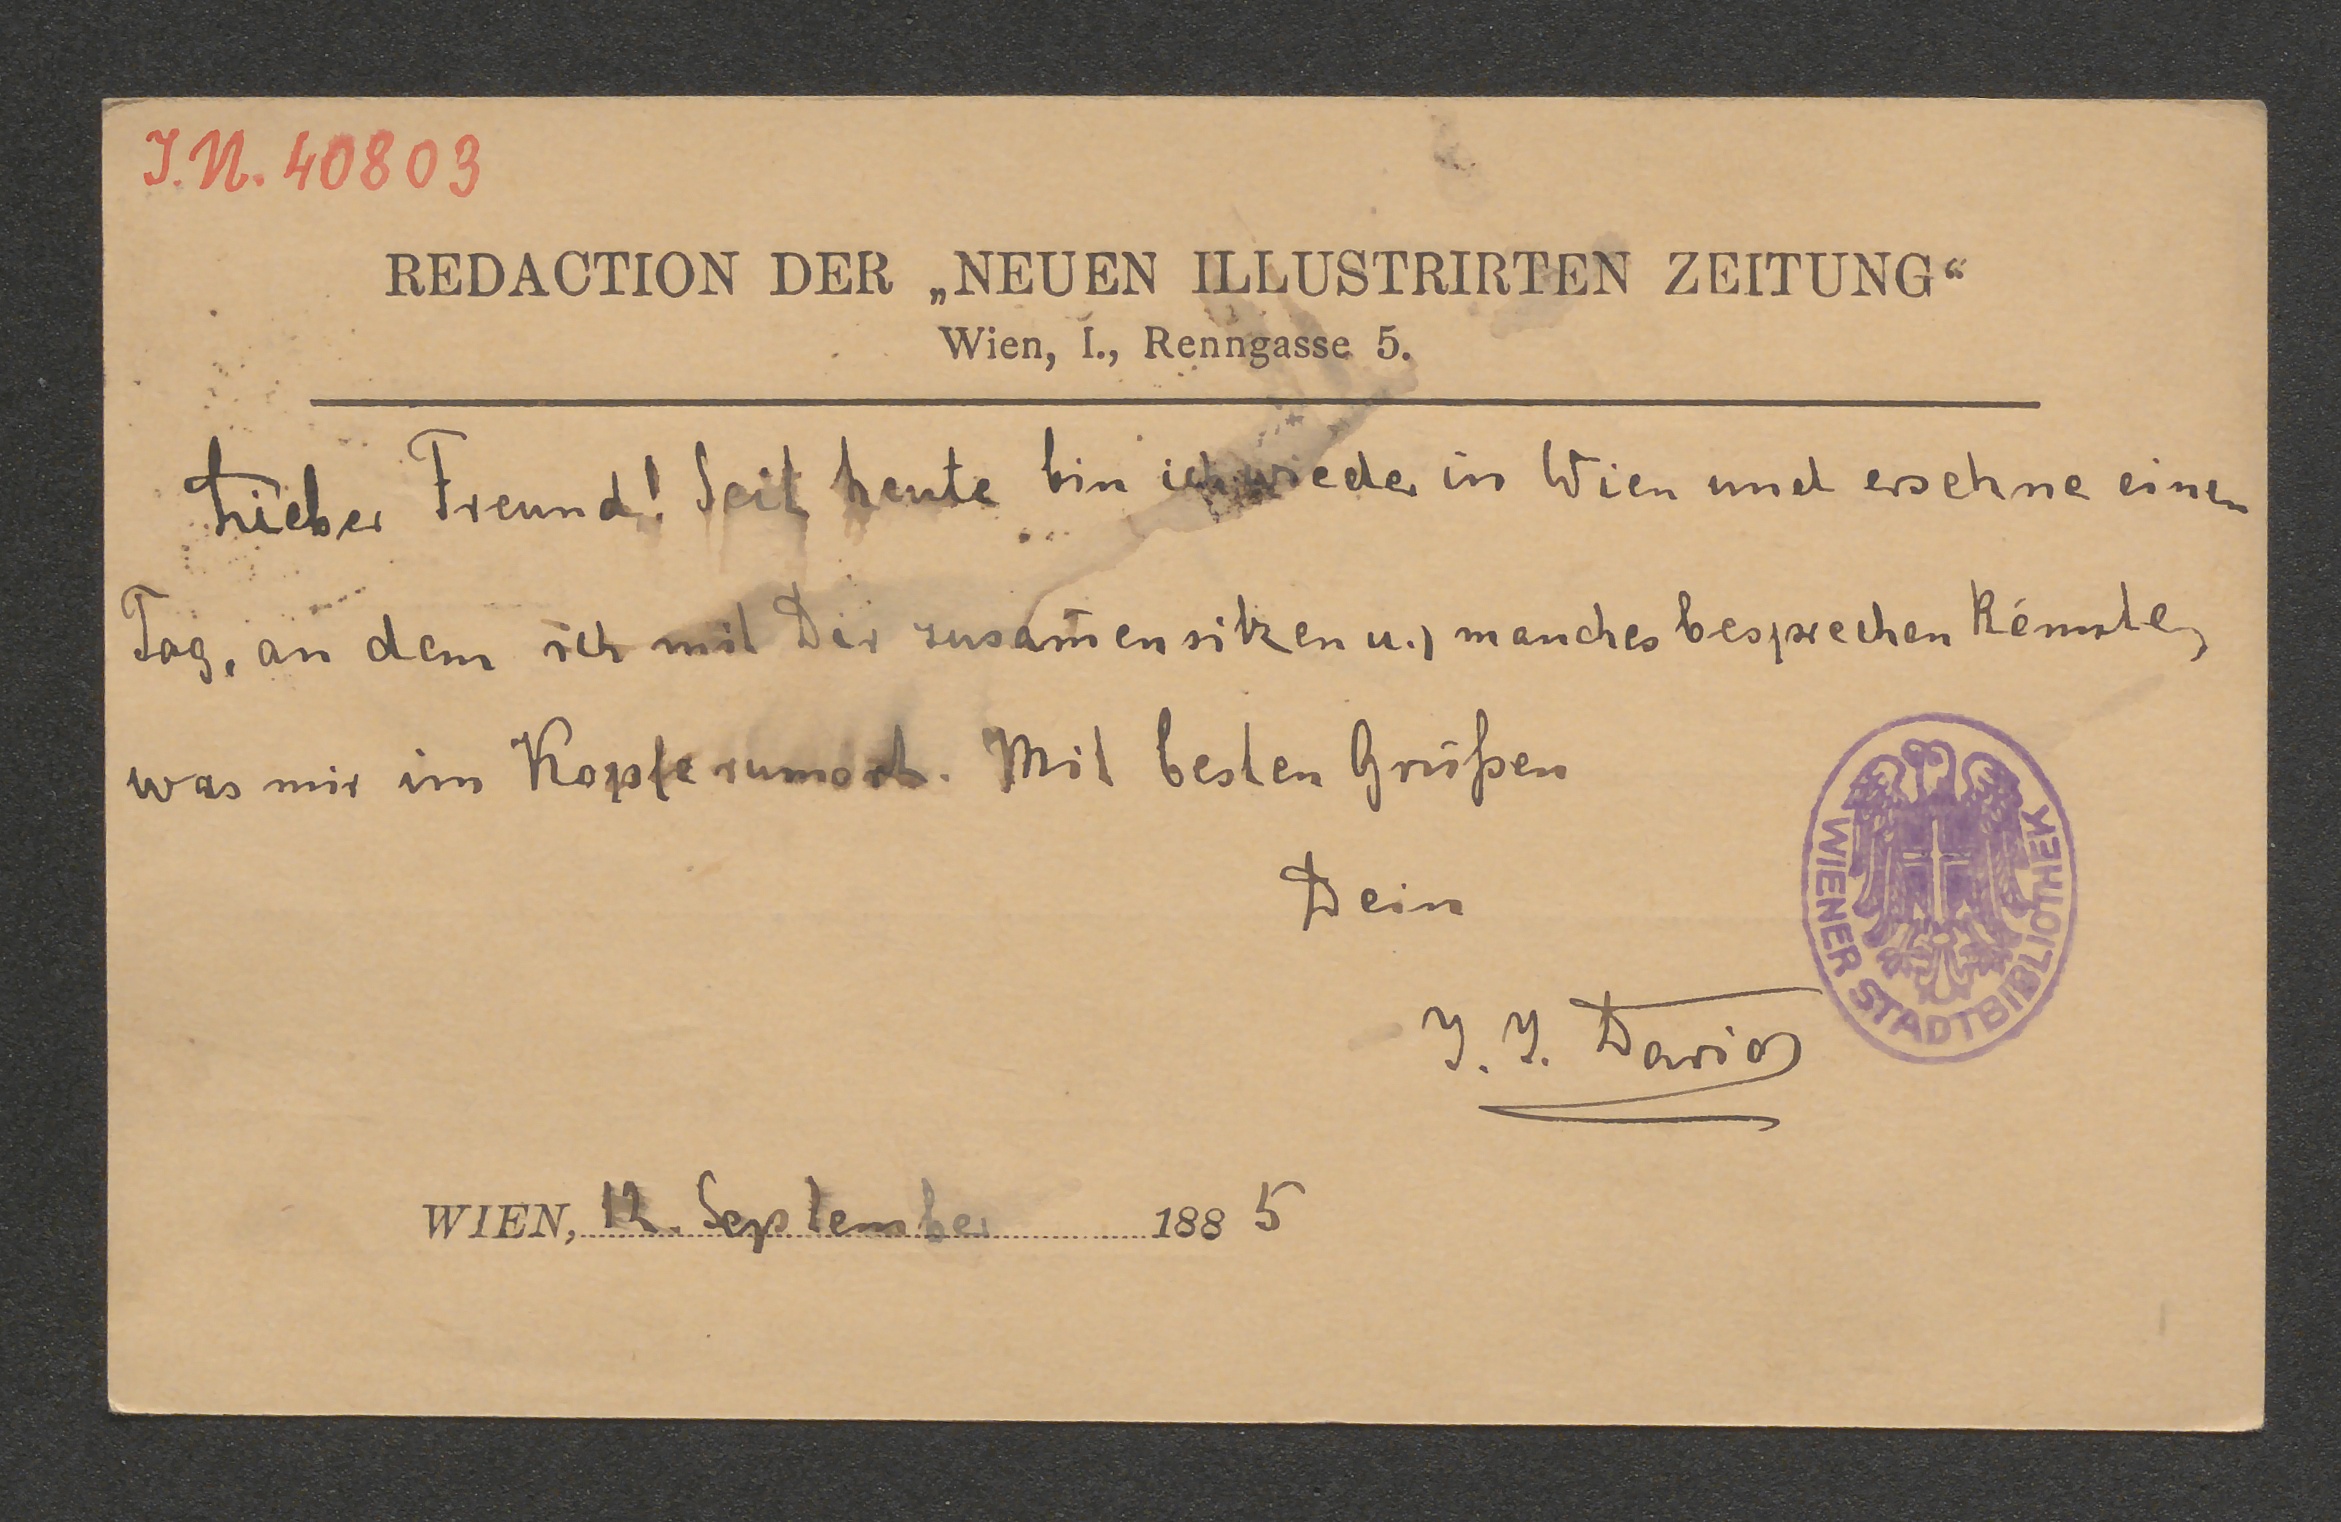 I.N. 40803
REDACTION DER „NEUEN ILLUSTRIRTEN ZEITUNG“
Wien, I., Renngasse 5.
Lieber Freund! Seit heute bin ich wieder in Wien und ersehne einen
Tag, an dem ich mit Dir zusam̄ensitzen u., manches besprechen könnte,
was mir im Kopfe rumort. Mit besten Grüßen
Dein
J. J. David
WIENER STADTBIBLIOTHEK
WIEN, 12. September 1885